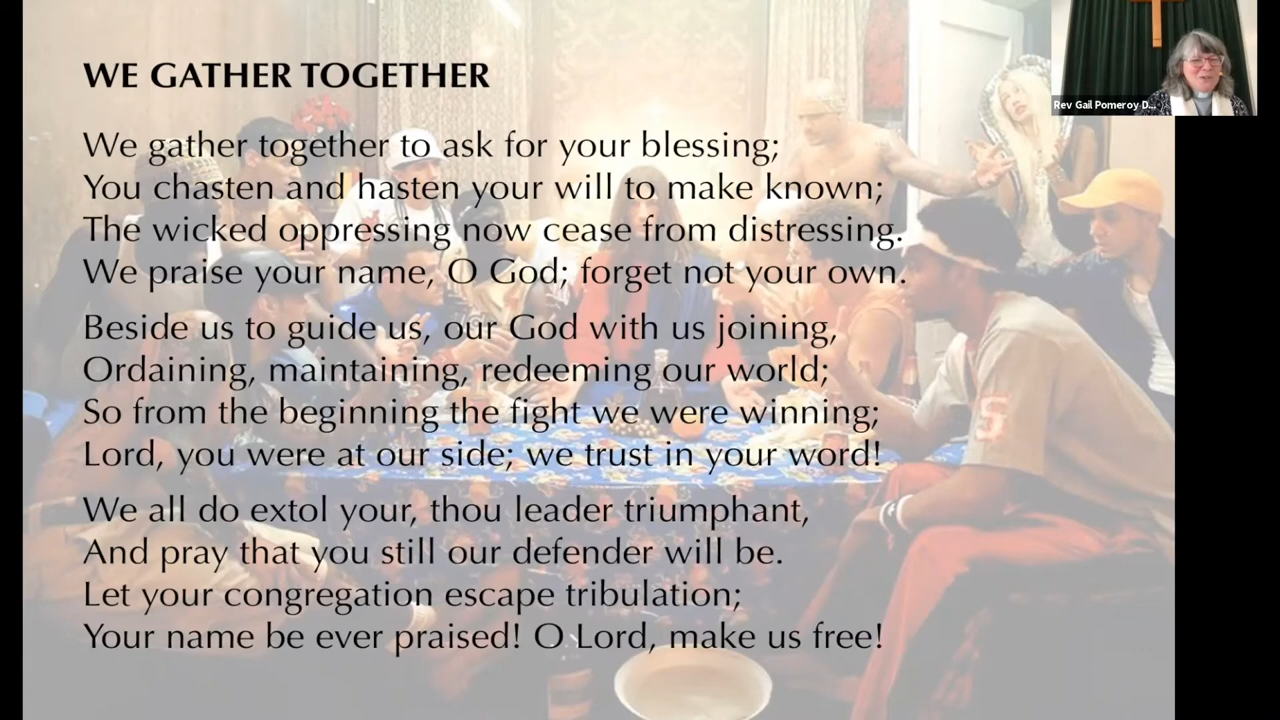 Rev Gail Pomeroy D...
WE GATHER TOGETHER
We gather together to ask for your blessing;
You chasten and hasten your will to make known;
The wicked oppressing now cease from distressing.
We praise your name, O God; forget not your own.
Beside us to guide us, our God with us joining,
Ordaining, maintaining, redeeming our world;
So from the beginning the fight we were winning;
Lord, you were at our side; we trust in your word!
We all do extol your, thou leader triumphant,
And pray that you still our defender will be.
Let your congregation escape tribulation;
Your name be ever praised! O Lord, make us free!